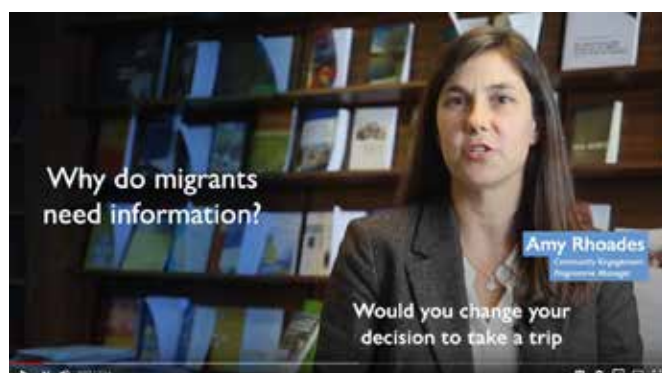 Why do migrants
need information?
Amy Rhoades
Community Engagement
Programme Manager
Would you change your
decision to take a trip